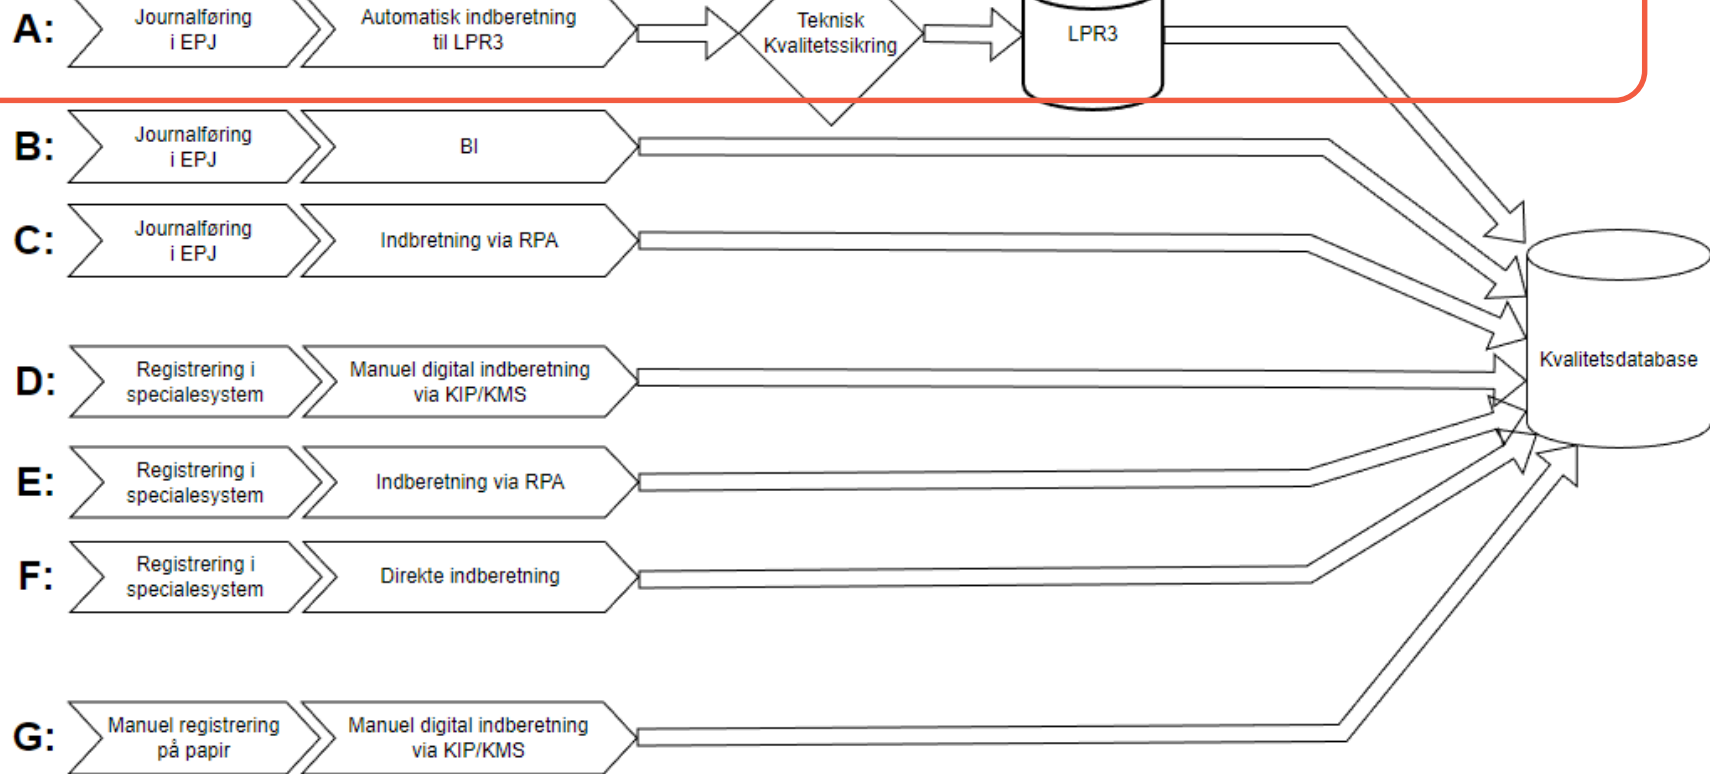 A:
Journalføring
i EPJ
Automatisk indberetning
til LPR3
Teknisk
Kvalitetssikring
LPR3
B:
Journalføring
i EPJ
BI
C:
Journalføring
i EPJ
Indbretning via RPA
D:
Registrering i
specialesystem
Manuel digital indberetning
via KIP/KMS
Kvalitetsdatabase
E:
Registrering i
specialesystem
Indberetning via RPA
F:
Registrering i
specialesystem
Direkte indberetning
G:
Manuel registrering
på papir
Manuel digital indberetning
via KIP/KMS